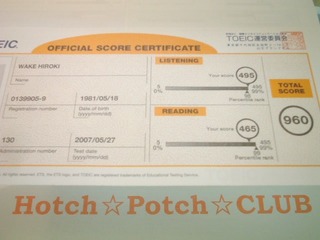 EIC.
OFFICIAL SCORE CERTIFICATE
TOEIC運営委員会
WAKE HIROKI
Name
0139905-9
1981/05/18
Registration number
Date of birth
(yyyy/mm/dd)
130
2007/05/27
Administration number
Test date
(yyyy/mm/dd)
LISTENING
Your score
495
5
495
0%
99%
Percentile rank
READING
Your score
465
5
495
0%
99%
Percentile rank
TOTAL
SCORE
960
Hotch☆Potch☆CLUB